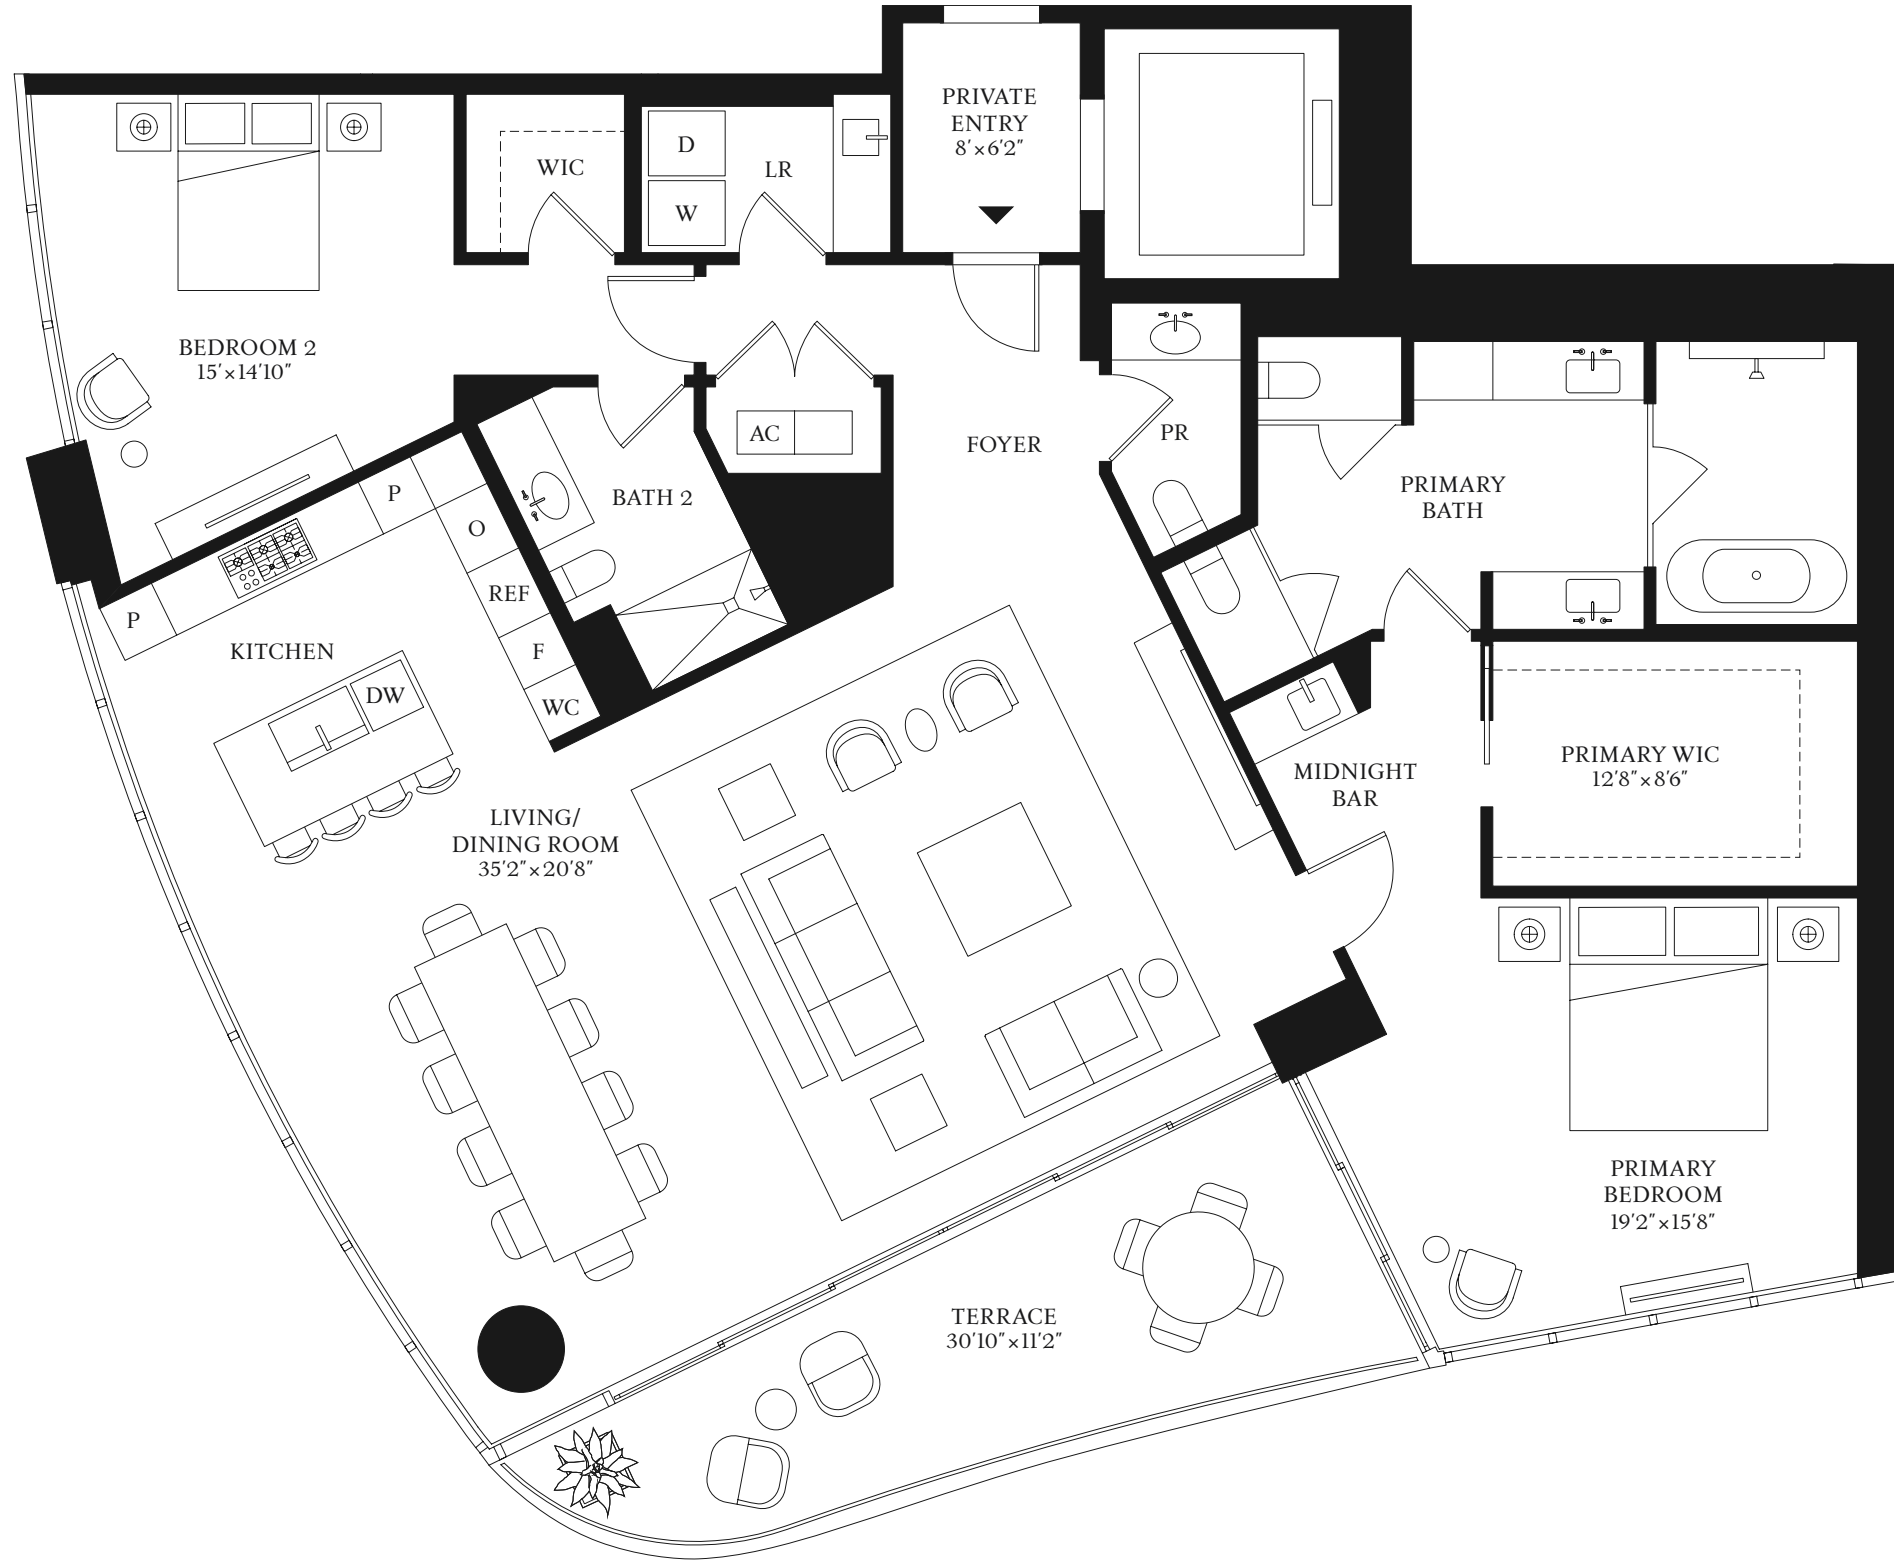 PRIVATE
ENTRY
8'×6'2"
D
W
WIC
LR
BEDROOM 2
15'×14'10"
AC
FOYER
PR
PRIMARY
BATH
P
O
BATH 2
REF
P
F
KITCHEN
WC
DW
LIVING/
DINING ROOM
35'2"×20'8"
MIDNIGHT
BAR
PRIMARY WIC
12'8"×8'6"
PRIMARY
BEDROOM
19'2"×15'8"
TERRACE
30'10"×11'2"